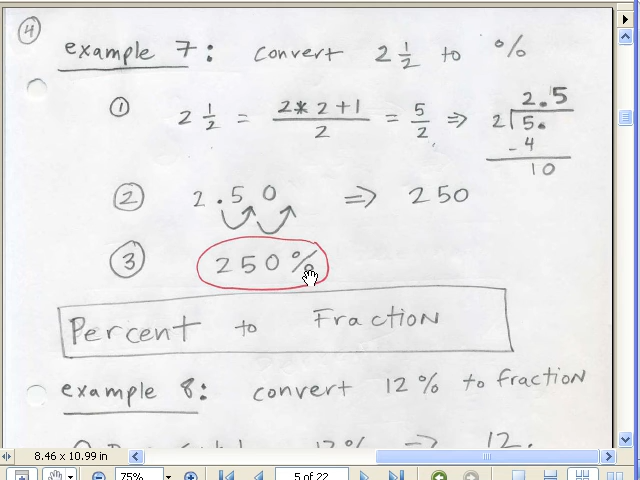 4
example 7: convert 2 1/2 to %
① 2 1/2 = 2*2+1/2 = 5/2 ⇒ 2.5
2 5.
-4
10
② 2.50 ⇒ 250
③ 250%
Percent to Fraction
example 8: convert 12% to fraction
12% ⇒ 12.
8.46 x 10.99 in
75%
5 of 22